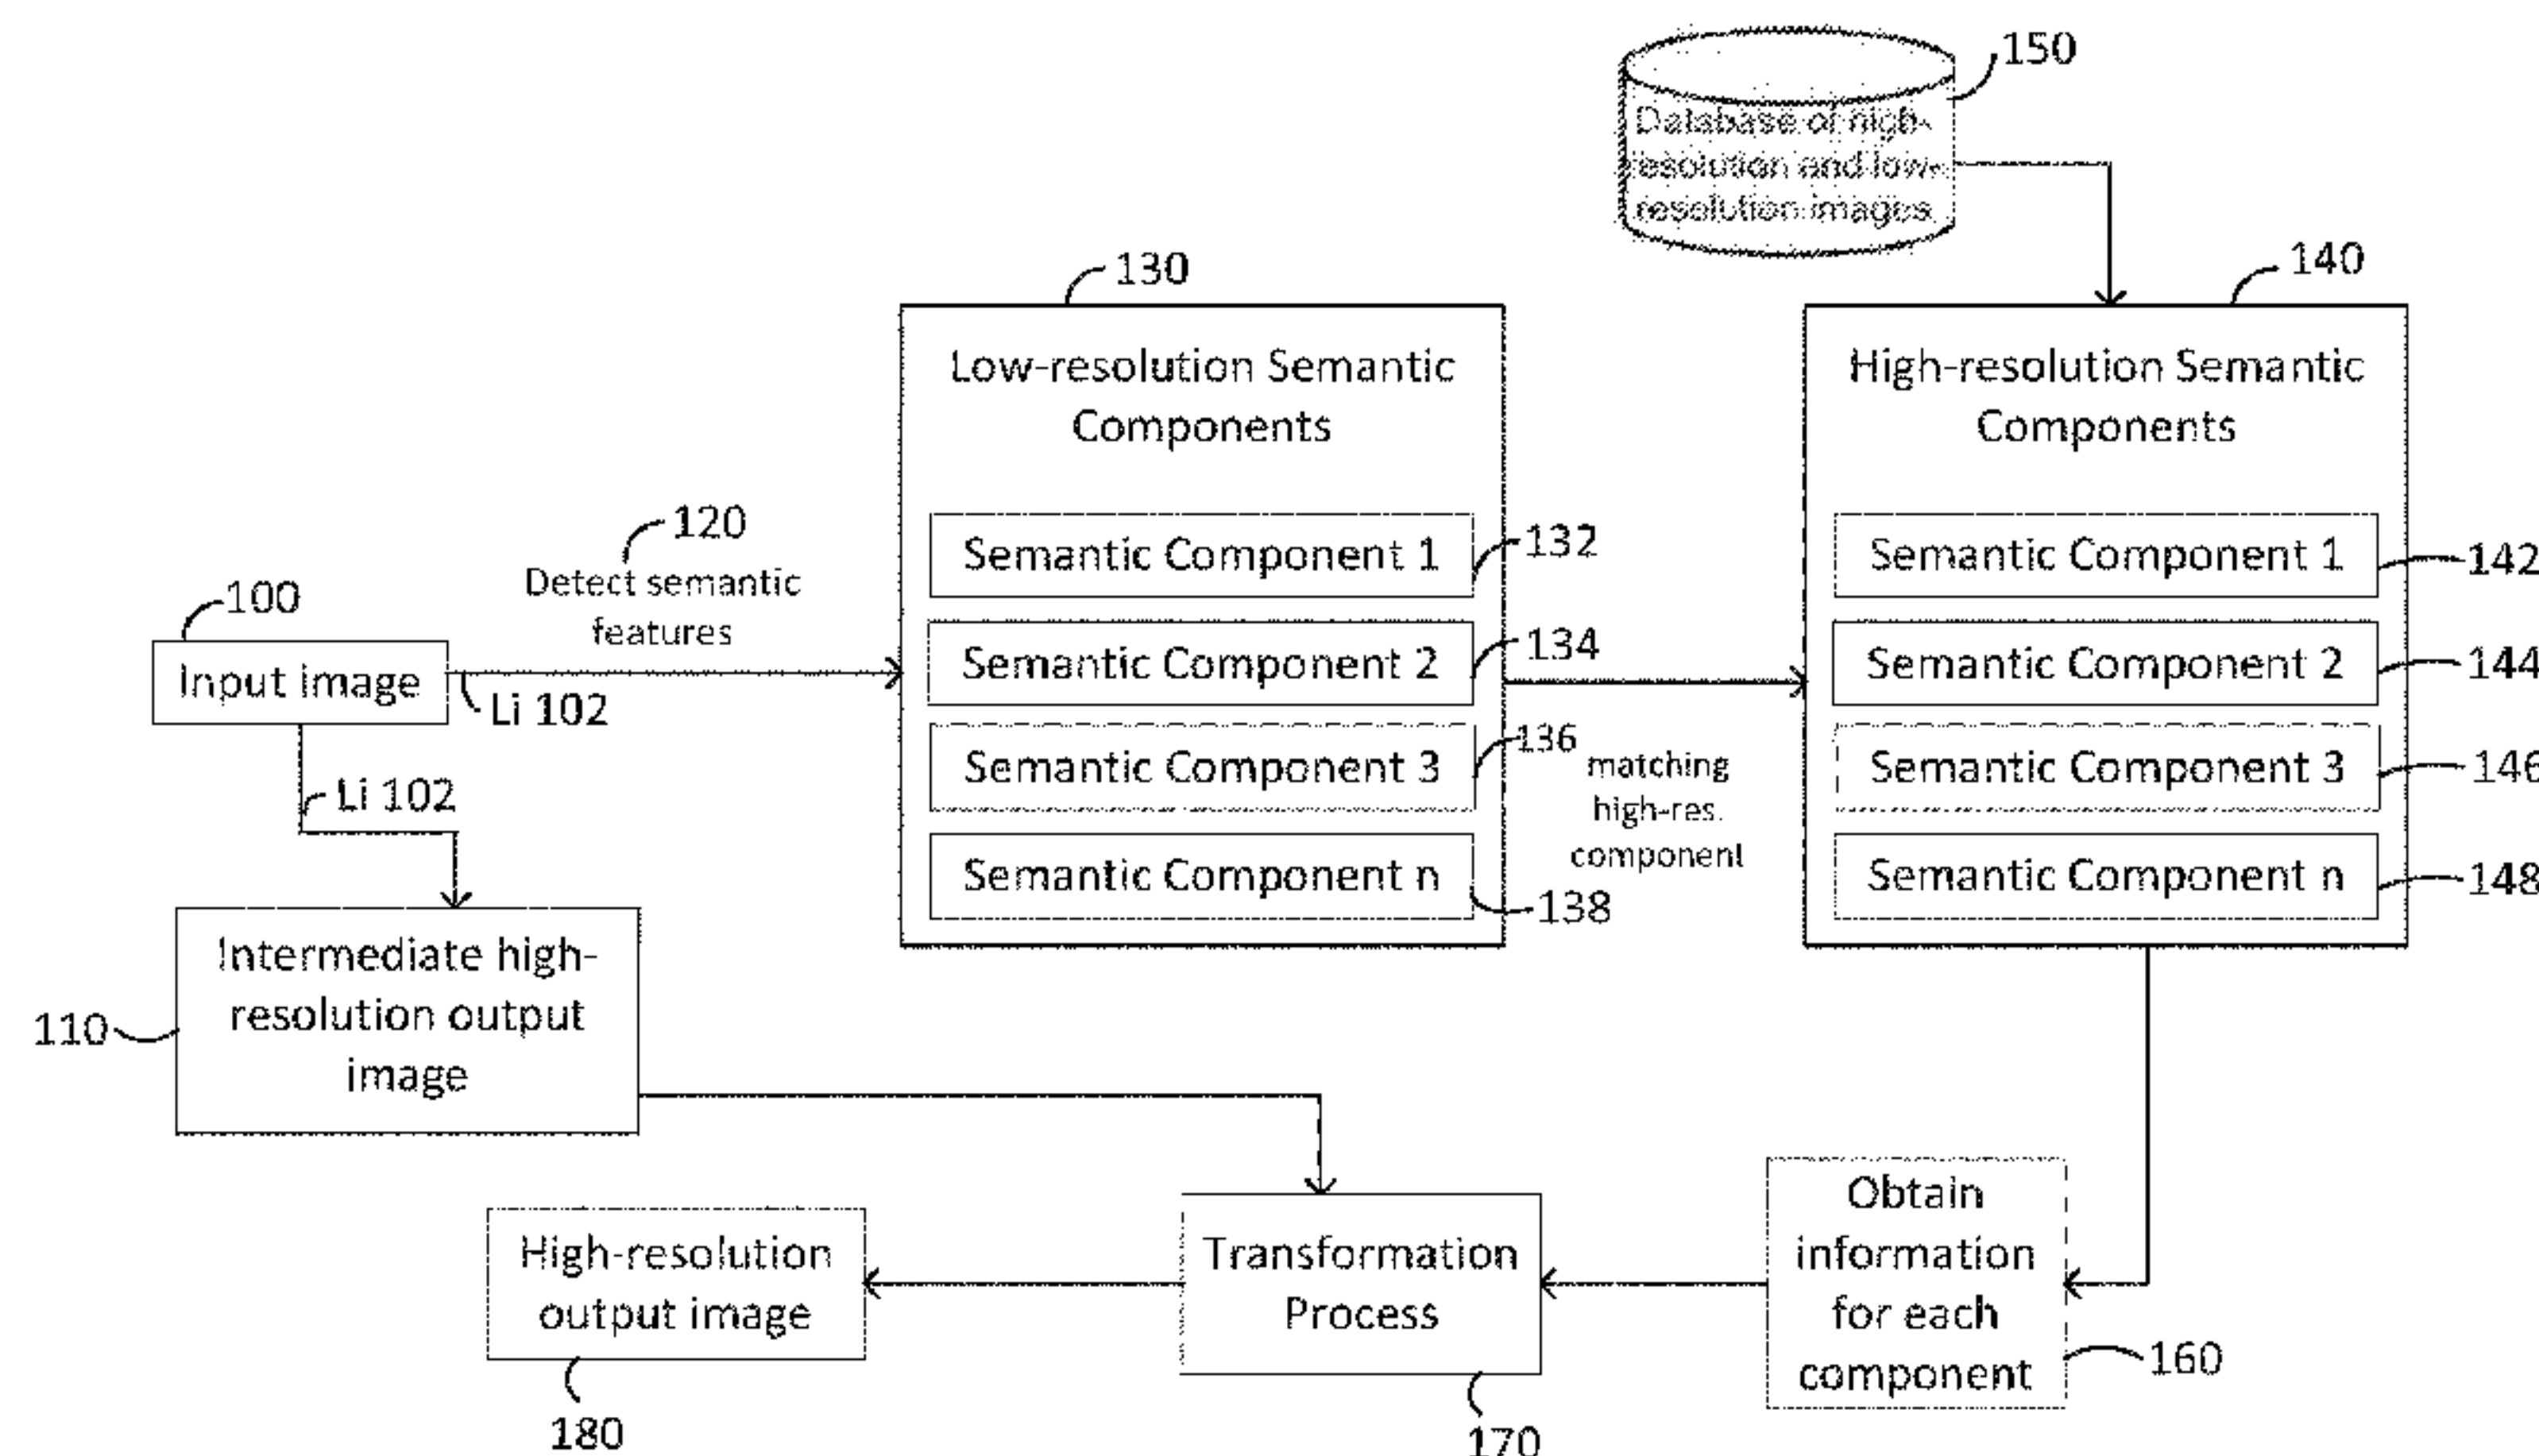 150
Database of high-
resolution and low-
resolution images
130
140
Low-resolution Semantic
Components
High-resolution Semantic
Components
120
Detect semantic
features
100
Input image
Li 102
Li 102
Semantic Component 1
132
Semantic Component 2
134
Semantic Component 3
136
Semantic Component n
138
matching
high-res.
component
Semantic Component 1
142
Semantic Component 2
144
Semantic Component 3
146
Semantic Component n
148
110
Intermediate high-
resolution output
image
High-resolution
output image
180
Transformation
Process
170
Obtain
information
for each
component
160